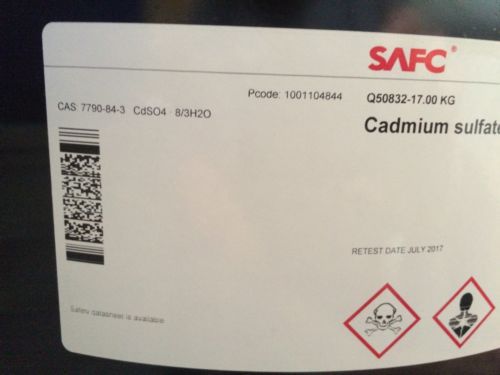 SAFC®
Pcode: 1001104844 Q50832-17.00 KG
CAS: 7790-84-3 CdSO4 · 8/3H2O
Cadmium sulfate
RETEST DATE JULY 2017
Safety datasheet is available